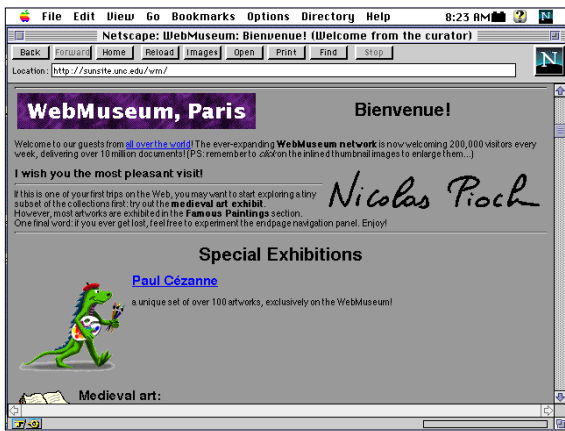 File Edit View Go Bookmarks Options Directory Help 8:23 AM
Netscape: WebMuseum: Bienvenue! (Welcome from the curator)
Back Forward Home Reload Images Open Print Find Stop
N
Location: http://sunsite.unc.edu/wm/
WebMuseum, Paris
Bienvenue!
Welcome to our guests from all over the world! The ever-expanding WebMuseum network is now welcoming 200,000 visitors every
week, delivering over 10 million documents! (PS: remember to click on the inlined thumbnail images to enlarge them...)
I wish you the most pleasant visit!
If this is one of your first trips on the Web, you may want to start exploring a tiny
subset of the collections first: try out the medieval art exhibit.
However, most artworks are exhibited in the Famous Paintings section.
One final word: if you ever get lost, feel free to experiment the endpage navigation panel. Enjoy!
Nicolas Pioch
Special Exhibitions
Paul Cézanne
a unique set of over 100 artworks, exclusively on the WebMuseum!
Medieval art: